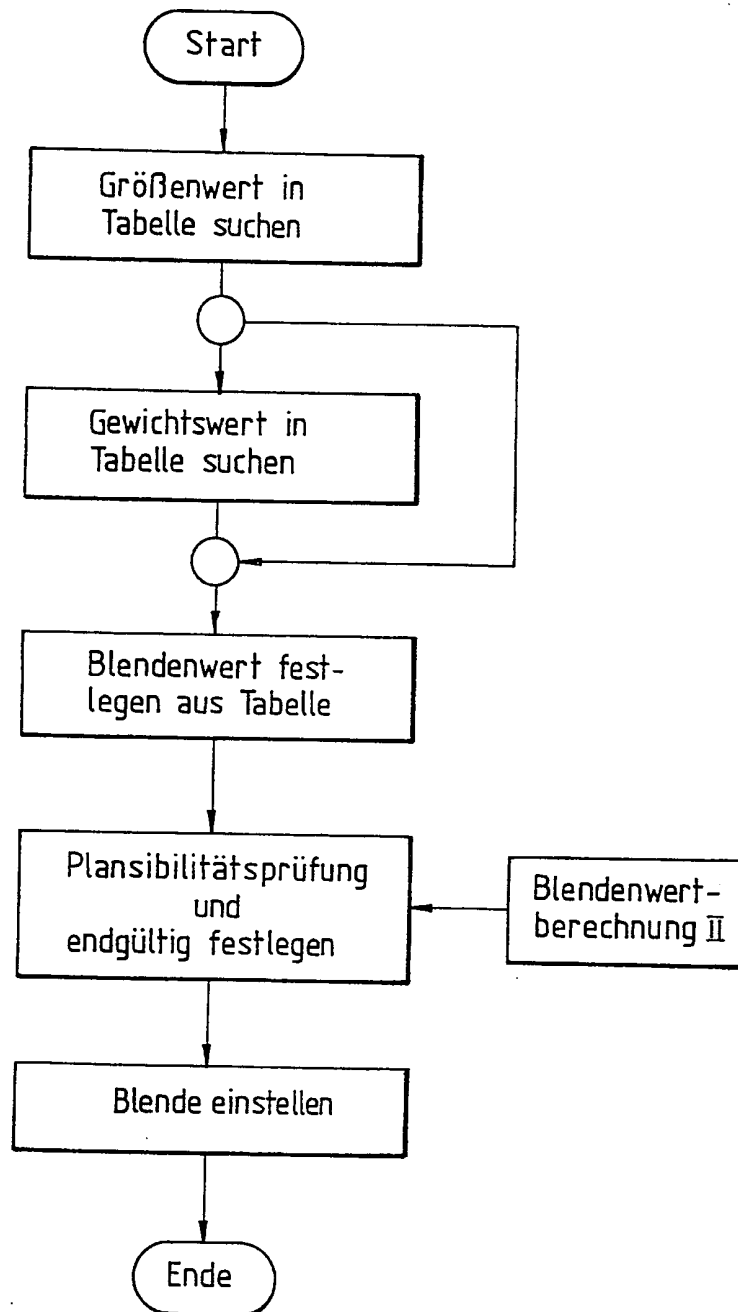 Start
Größenwert in
Tabelle suchen
Gewichtswert in
Tabelle suchen
Blendenwert fest-
legen aus Tabelle
Plansibilitätsprüfung
und
endgültig festlegen
Blendenwert-
berechnung II
Blende einstellen
Ende